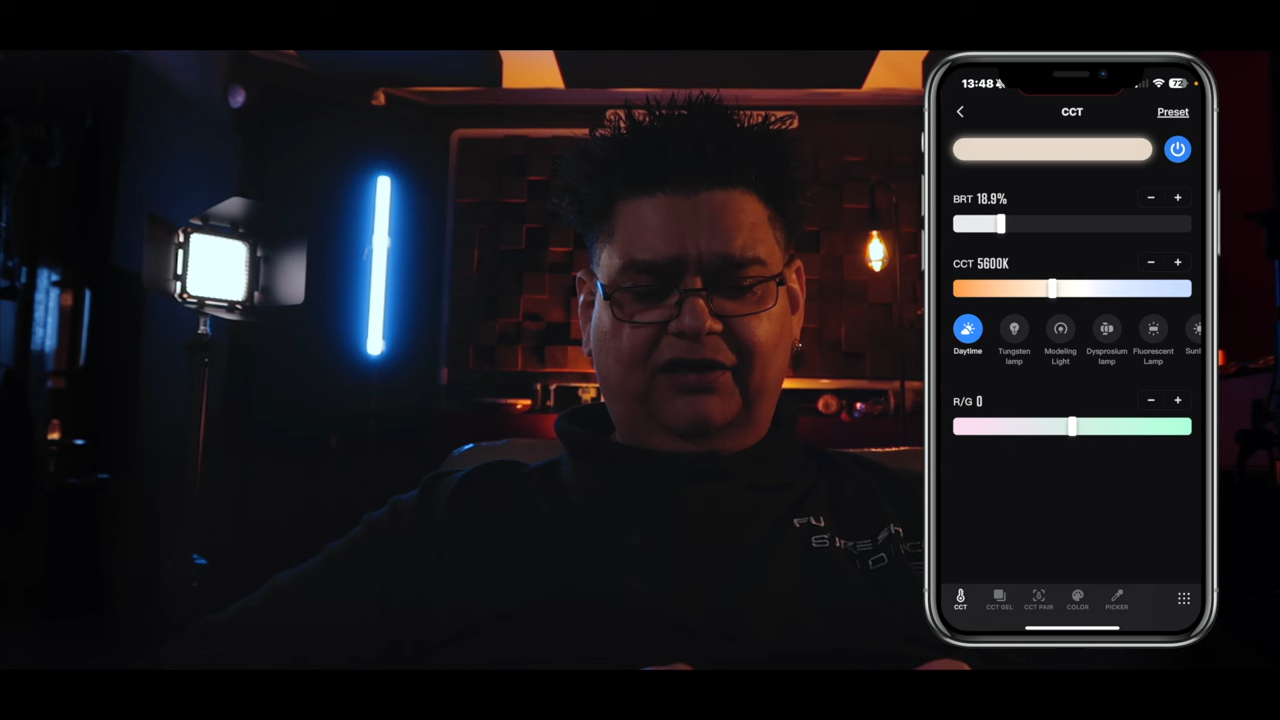 13:48
72
CCT
Preset
BRT 18.9%
CCT 5600K
Daytime
Tungsten lamp
Modeling Light
Dysprosium lamp
Fluorescent Lamp
Sunl
R/G 0
CCT
CCT GEL
CCT PAIR
COLOR
PICKER